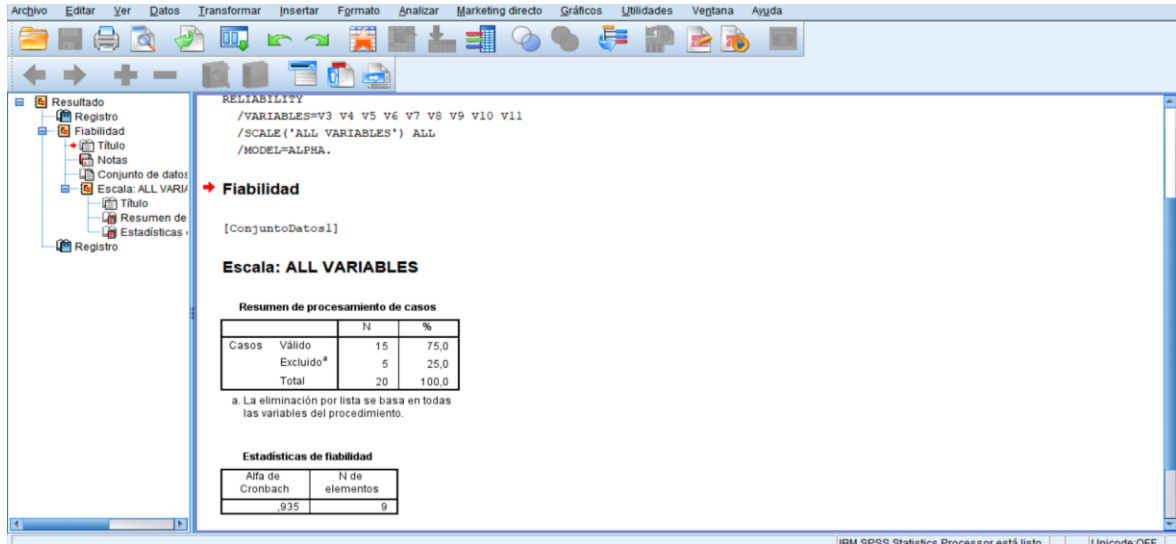 Archivo Editar Ver Datos Transformar Insertar Formato Analizar Marketing directo Gráficos Utilidades Ventana Ayuda
Resultado
Registro
Fiabilidad
Título
Notas
Conjunto de datos
Escala: ALL VARIA
Título
Resumen de
Estadísticas
Registro
RELIABILITY
/VARIABLES=V3 V4 V5 V6 V7 V8 V9 V10 V11
/SCALE('ALL VARIABLES') ALL
/MODEL=ALPHA.
Fiabilidad
[ConjuntoDatos1]
Escala: ALL VARIABLES
Resumen de procesamiento de casos
N %
Casos Válido 15 75,0
Excluido^a 5 25,0
Total 20 100,0
a. La eliminación por lista se basa en todas
las variables del procedimiento.
Estadísticas de fiabilidad
Alfa de N de
Cronbach elementos
,935 9
IBM SPSS Statistics Processor está listo Unicode:OFF